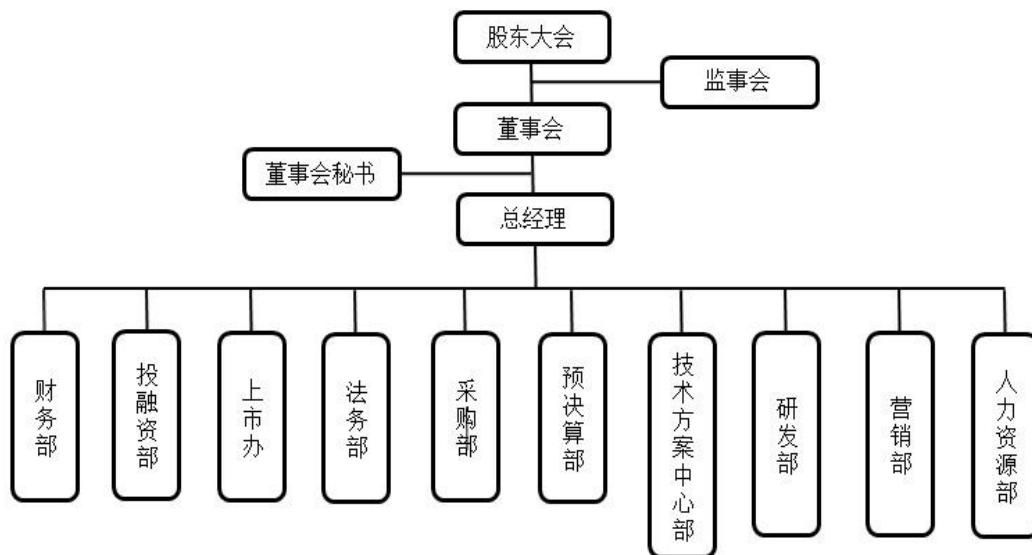 股东大会
监事会
董事会
董事会秘书
总经理
财务部
投融资部
上市办
法务部
采购部
预决算部
技术方案中心部
研发部
营销部
人力资源部